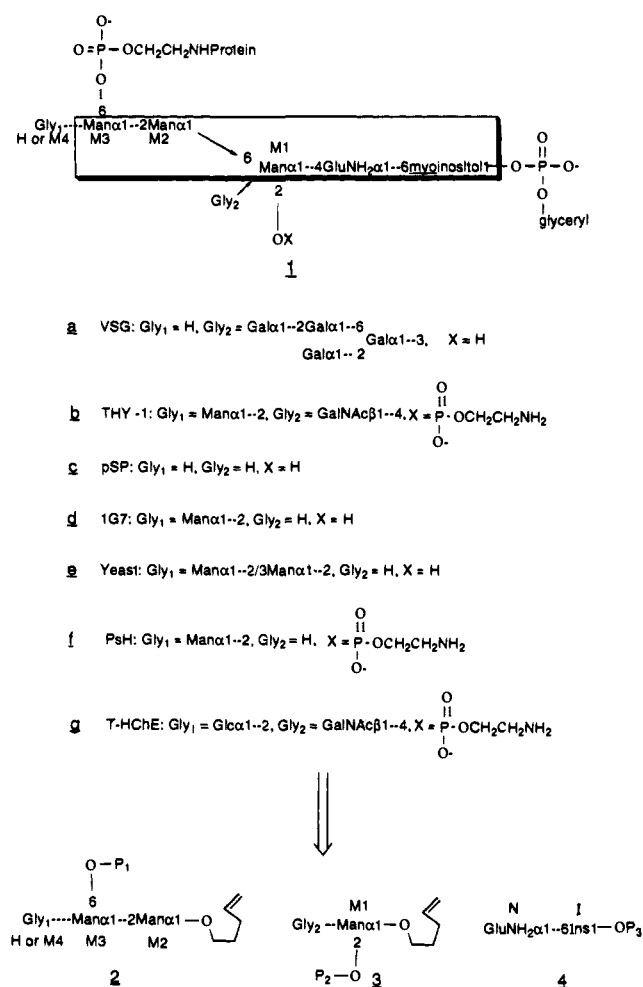 O-
O=P-OCH₂CH₂NHProtein
O
6
Gly₁----Manα1--2Manα1
H or M4 M3 M2
6 M1
Manα1--4GluNH₂α1--6myoinositol1-O-P-O-
O
O
glyceryl
Gly₂ 2
OX
1
a VSG: Gly₁ = H, Gly₂ = Galα1--2Galα1--6
Galα1--3, X = H
Galα1--2
O
b THY -1: Gly₁ = Manα1--2, Gly₂ = GalNAcβ1--4, X = P-OCH₂CH₂NH₂
O-
c pSP: Gly₁ = H, Gly₂ = H, X = H
d 1G7: Gly₁ = Manα1--2, Gly₂ = H, X = H
e Yeast: Gly₁ = Manα1--2/3Manα1--2, Gly₂ = H, X = H
O
f PsH: Gly₁ = Manα1--2, Gly₂ = H, X = P-OCH₂CH₂NH₂
O-
O
g T-HChE: Gly₁ = Glcα1--2, Gly₂ = GalNAcβ1--4, X = P-OCH₂CH₂NH₂
O-
O-P₁
6
Gly₁----Manα1--2Manα1-O
H or M4 M3 M2
2
M1
Gly₂--Manα1-O
2
P₂-O
3
N I
GluNH₂α1--6Ins1-OP₃
4